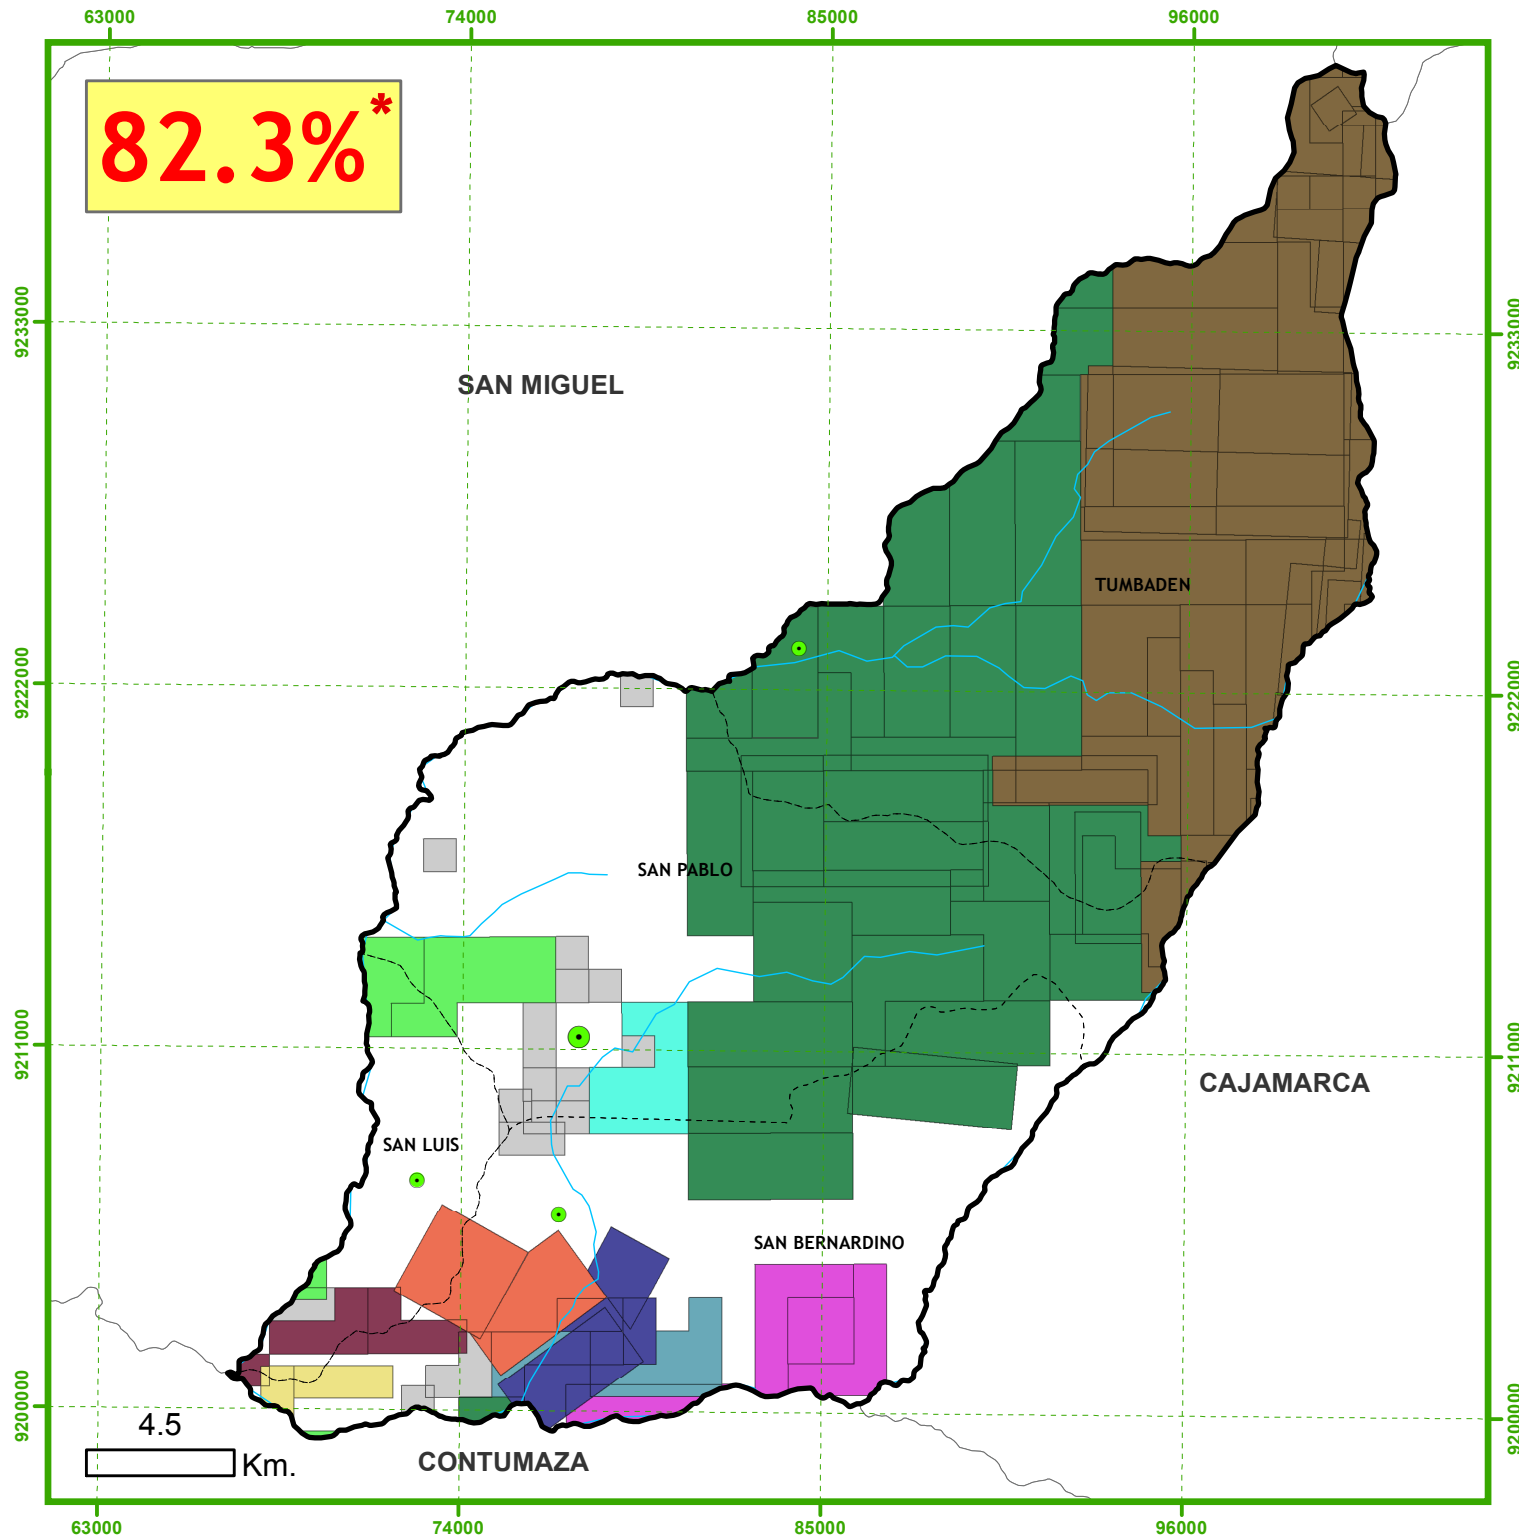 63000 74000 85000 96000
82.3%*
9233000 9233000
SAN MIGUEL
TUMBADEN
9222000 9222000
SAN PABLO
9211000 9211000
CAJAMARCA
SAN LUIS
SAN BERNARDINO
9200000 9200000
4.5
Km.
CONTUMAZA
63000 74000 85000 96000